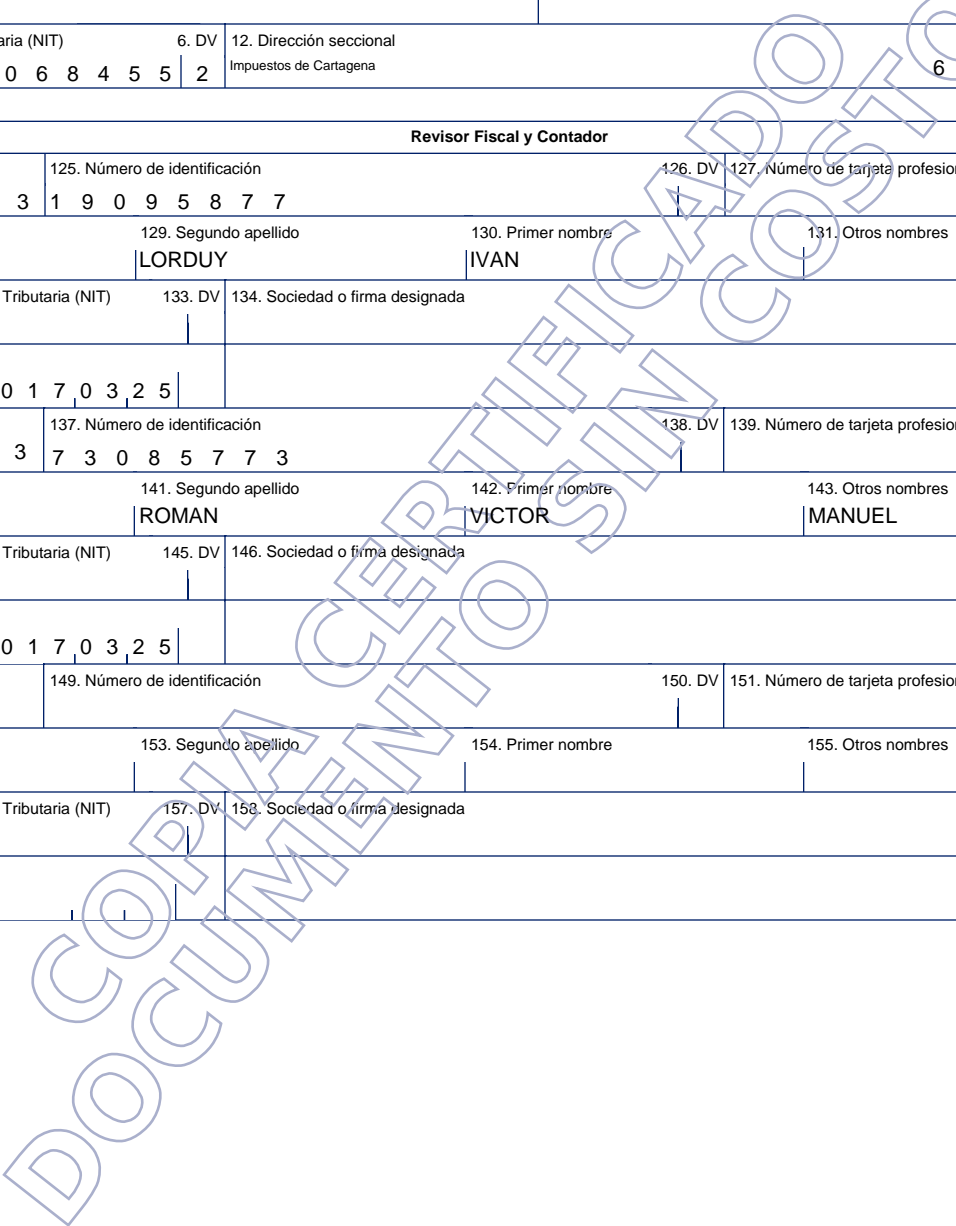 aria (NIT) 6. DV 12. Dirección seccional
0 6 8 4 5 5 2 Impuestos de Cartagena 6
Revisor Fiscal y Contador
125. Número de identificación 126. DV 127. Número de tarjeta profesion
3 1 9 0 9 5 8 7 7
129. Segundo apellido 130. Primer nombre 131. Otros nombres
LORDUY IVAN
Tributaria (NIT) 133. DV 134. Sociedad o firma designada
0 1 7 0 3 2 5
137. Número de identificación 138. DV 139. Número de tarjeta profesion
3 7 3 0 8 5 7 7 3
141. Segundo apellido 142. Primer nombre 143. Otros nombres
ROMAN VICTOR MANUEL
Tributaria (NIT) 145. DV 146. Sociedad o firma designada
0 1 7 0 3 2 5
149. Número de identificación 150. DV 151. Número de tarjeta profesion
153. Segundo apellido 154. Primer nombre 155. Otros nombres
Tributaria (NIT) 157. DV 158. Sociedad o firma designada
COPIA CERTIFICADO
DOCUMENTO SIN COSTO